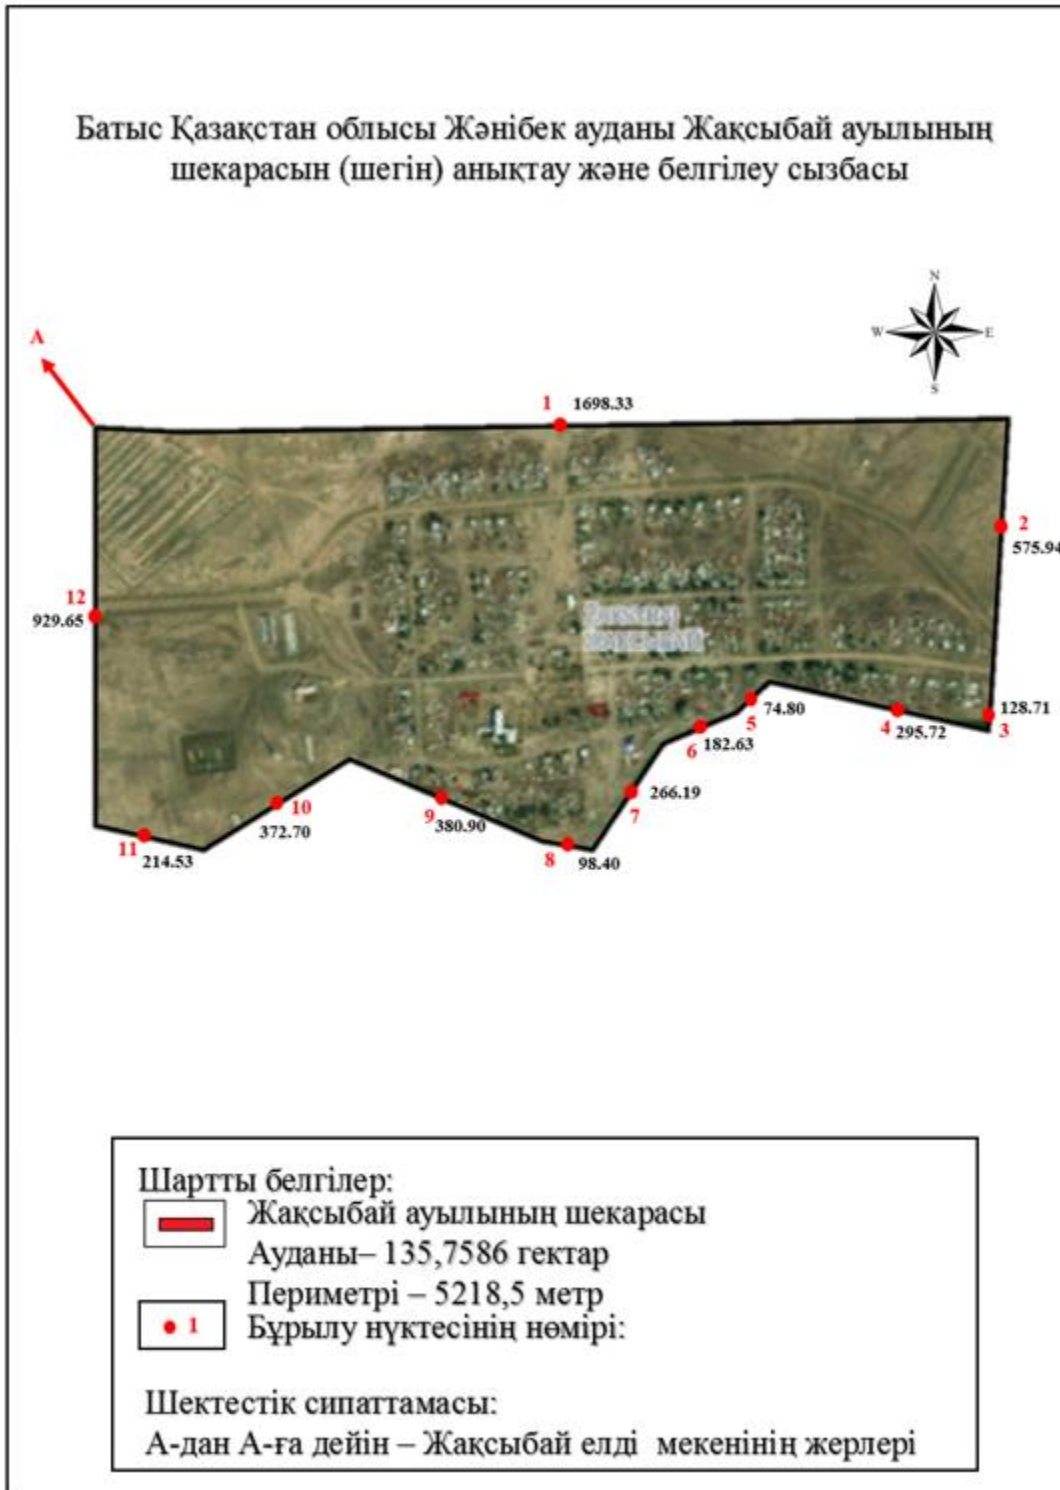 Батыс Қазақстан облысы Жәнібек ауданы Жақсыбай ауылының
шекарасын (шегін) анықтау және белгілеу сызбасы
N
W
E
S
A
1
1698.33
2
575.94
12
929.65
128.71
3
4
295.72
5
74.80
6
182.63
7
266.19
8
98.40
9
380.90
10
372.70
11
214.53
Шартты белгілер:
Жақсыбай ауылының шекарасы
Ауданы– 135,7586 гектар
Периметрі – 5218,5 метр
1
Бұрылу нүктесінің нөмірі:
Шектестік сипаттамасы:
А-дан А-ға дейін – Жақсыбай елді мекенінің жерлері